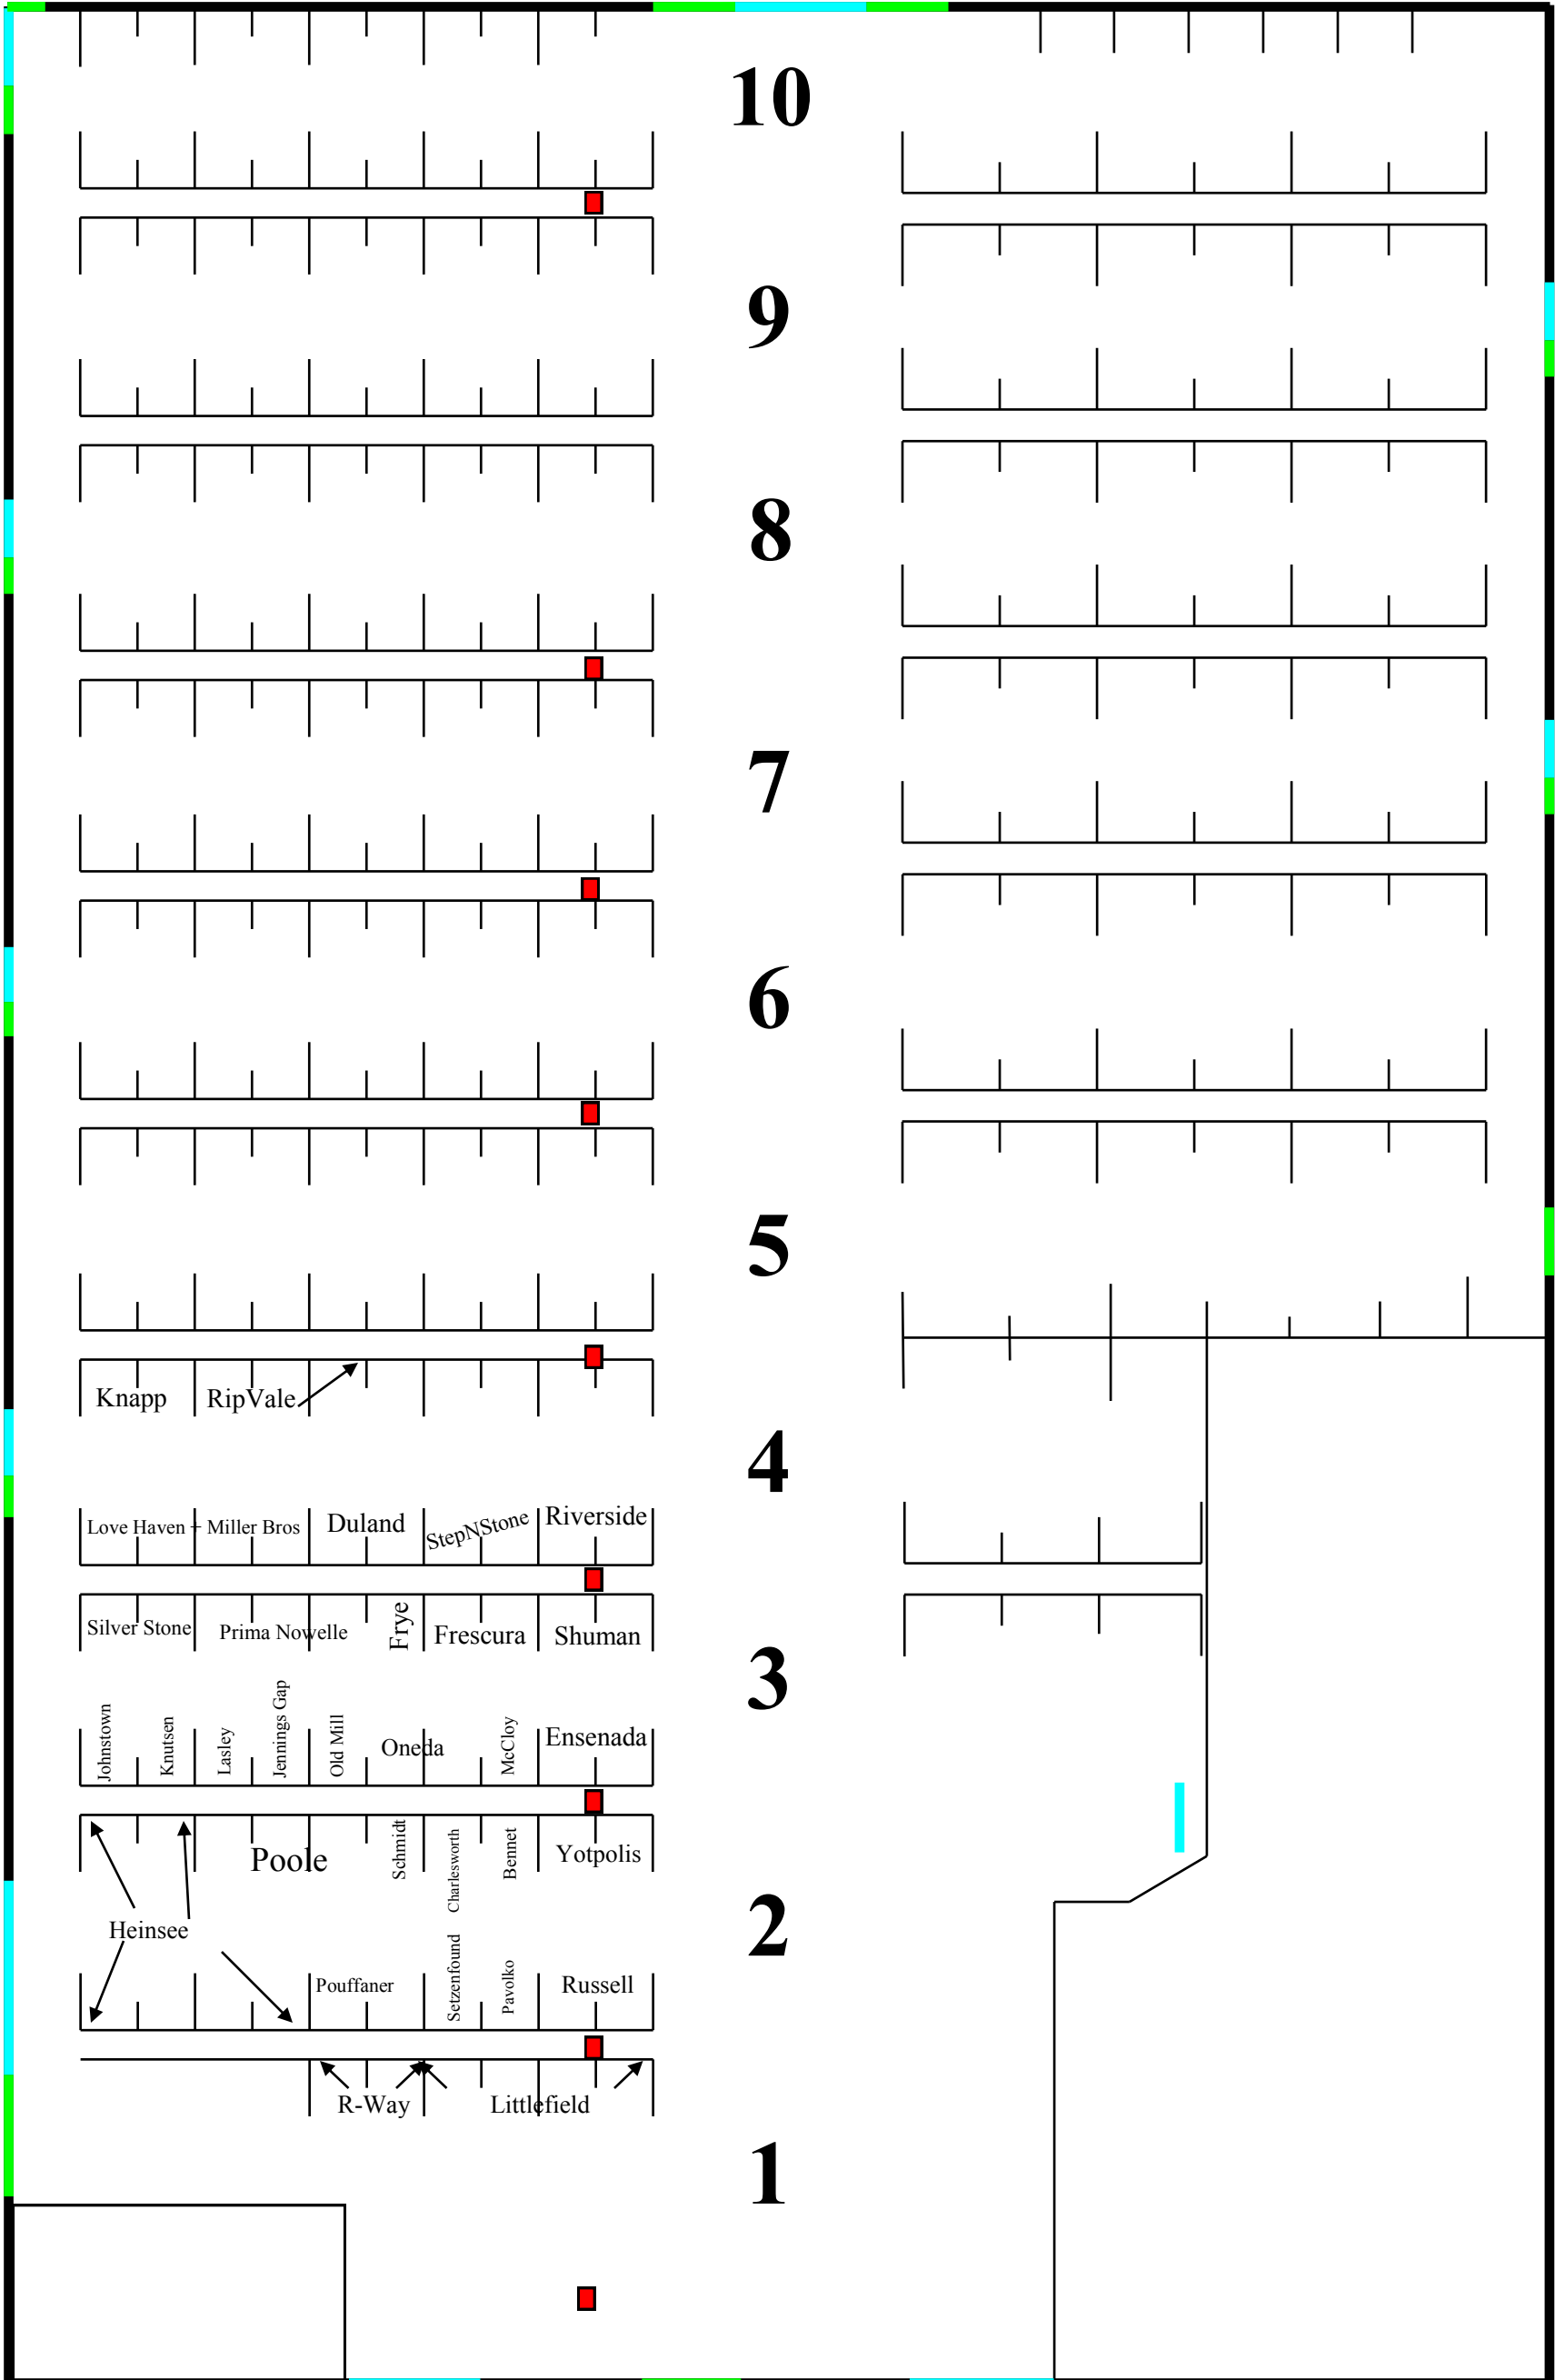 10
9
8
7
6
5
Knapp
RipVale
4
Love Haven + Miller Bros
Duland
StepNStone
Riverside
Silver Stone
Prima Nowelle
Frye
Frescura
Shuman
3
Johnstown
Knutsen
Lasley
Jennings Gap
Old Mill
Oneda
McCloy
Ensenada
Poole
Schmidt
Charlesworth
Bennet
Yotpolis
2
Heinsee
Pouffaner
Setzenfound
Pavolko
Russell
R-Way
Littlefield
1